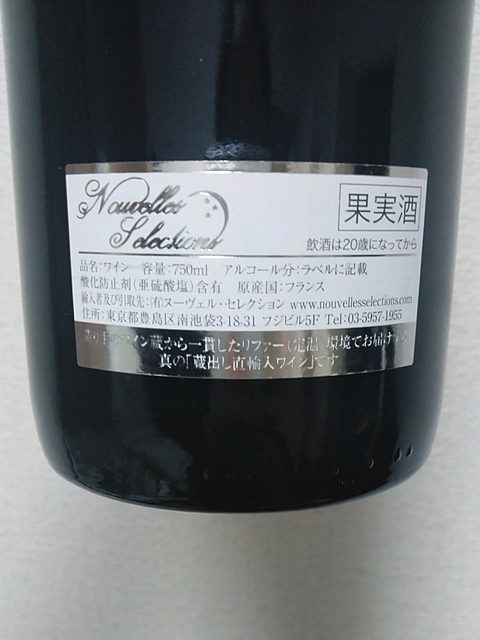 Nouvelles
Selections
果実酒
飲酒は20歳になってから
品名:ワイン 容量:750ml アルコール分:ラベルに記載
酸化防止剤(亜硫酸塩)含有 原産国:フランス
輸入者及び引取先:(有)ヌーヴェル・セレクション www.nouvellesselections.com
住所:東京都豊島区南池袋3-18-31 フジビル5F Tel:03-5957-1955
ワイン蔵から一貫したリファー(定温)環境でお届けする
真の「蔵出し直輸入ワイン」です